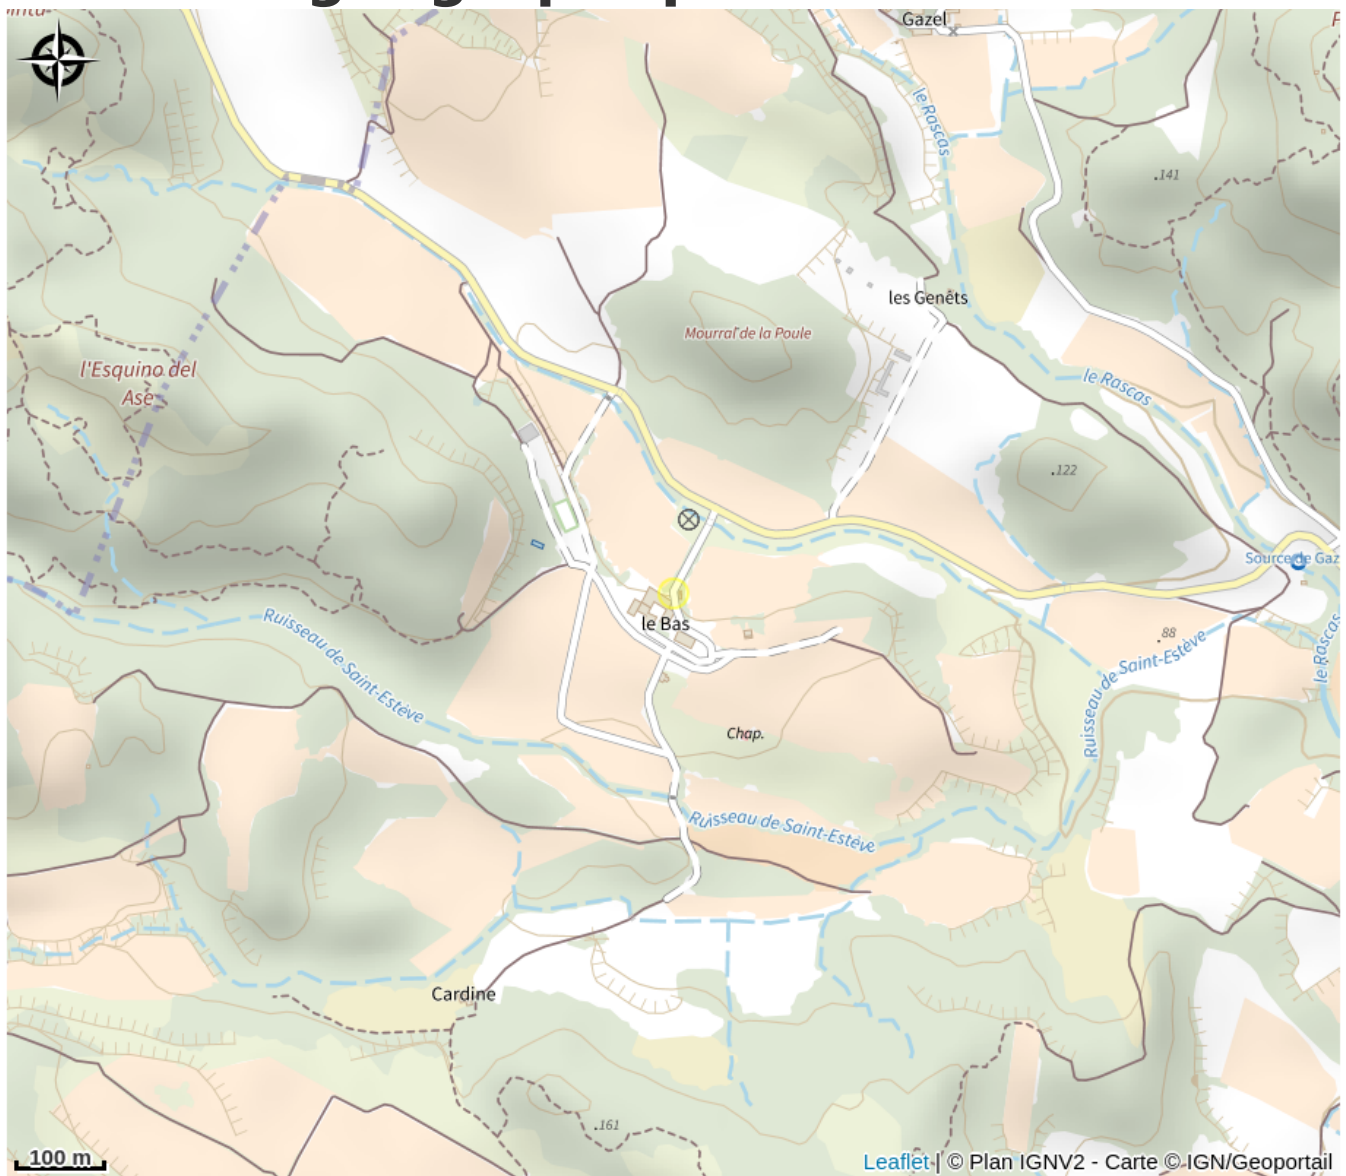 Gazel
le Rascas
.141
les Genêts
Mourral de la Poule
l'Esquino del
Ase
le Rascas
.122
Source de Gaz
le Bas
Ruisseau de Saint-Estève
.88
Ruisseau de Saint-Estève
le Rascas
Chap.
Ruisseau de Saint-Estève
Cardine
.161
100 m
Leaflet | © Plan IGNV2 - Carte © IGN/Geoportail